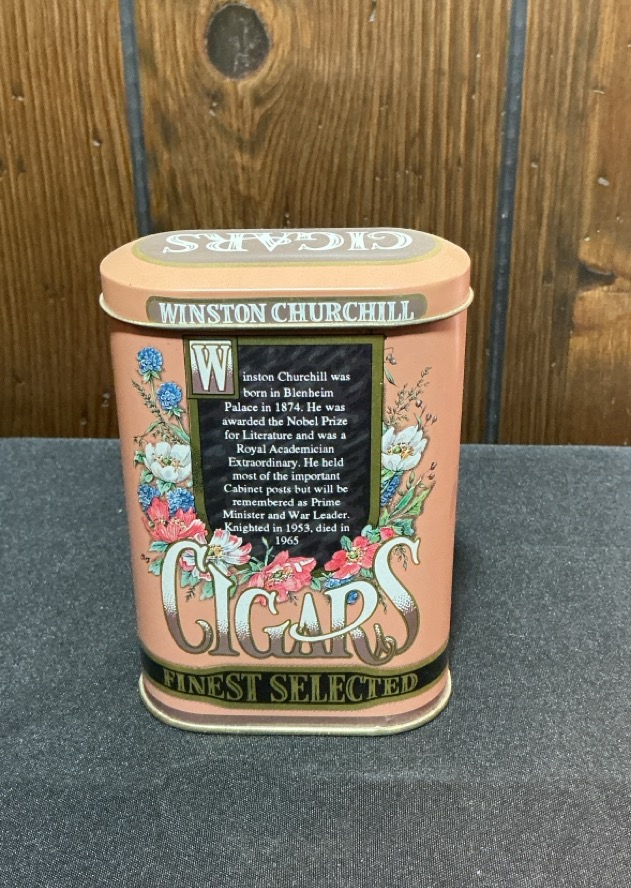 CIGARS
WINSTON CHURCHILL
Winston Churchill was
born in Blenheim
Palace in 1874. He was
awarded the Nobel Prize
for Literature and was a
Royal Academician
Extraordinary. He held
most of the important
Cabinet posts but will be
remembered as Prime
Minister and War Leader.
Knighted in 1953, died in
1965
CIGARS
FINEST SELECTED